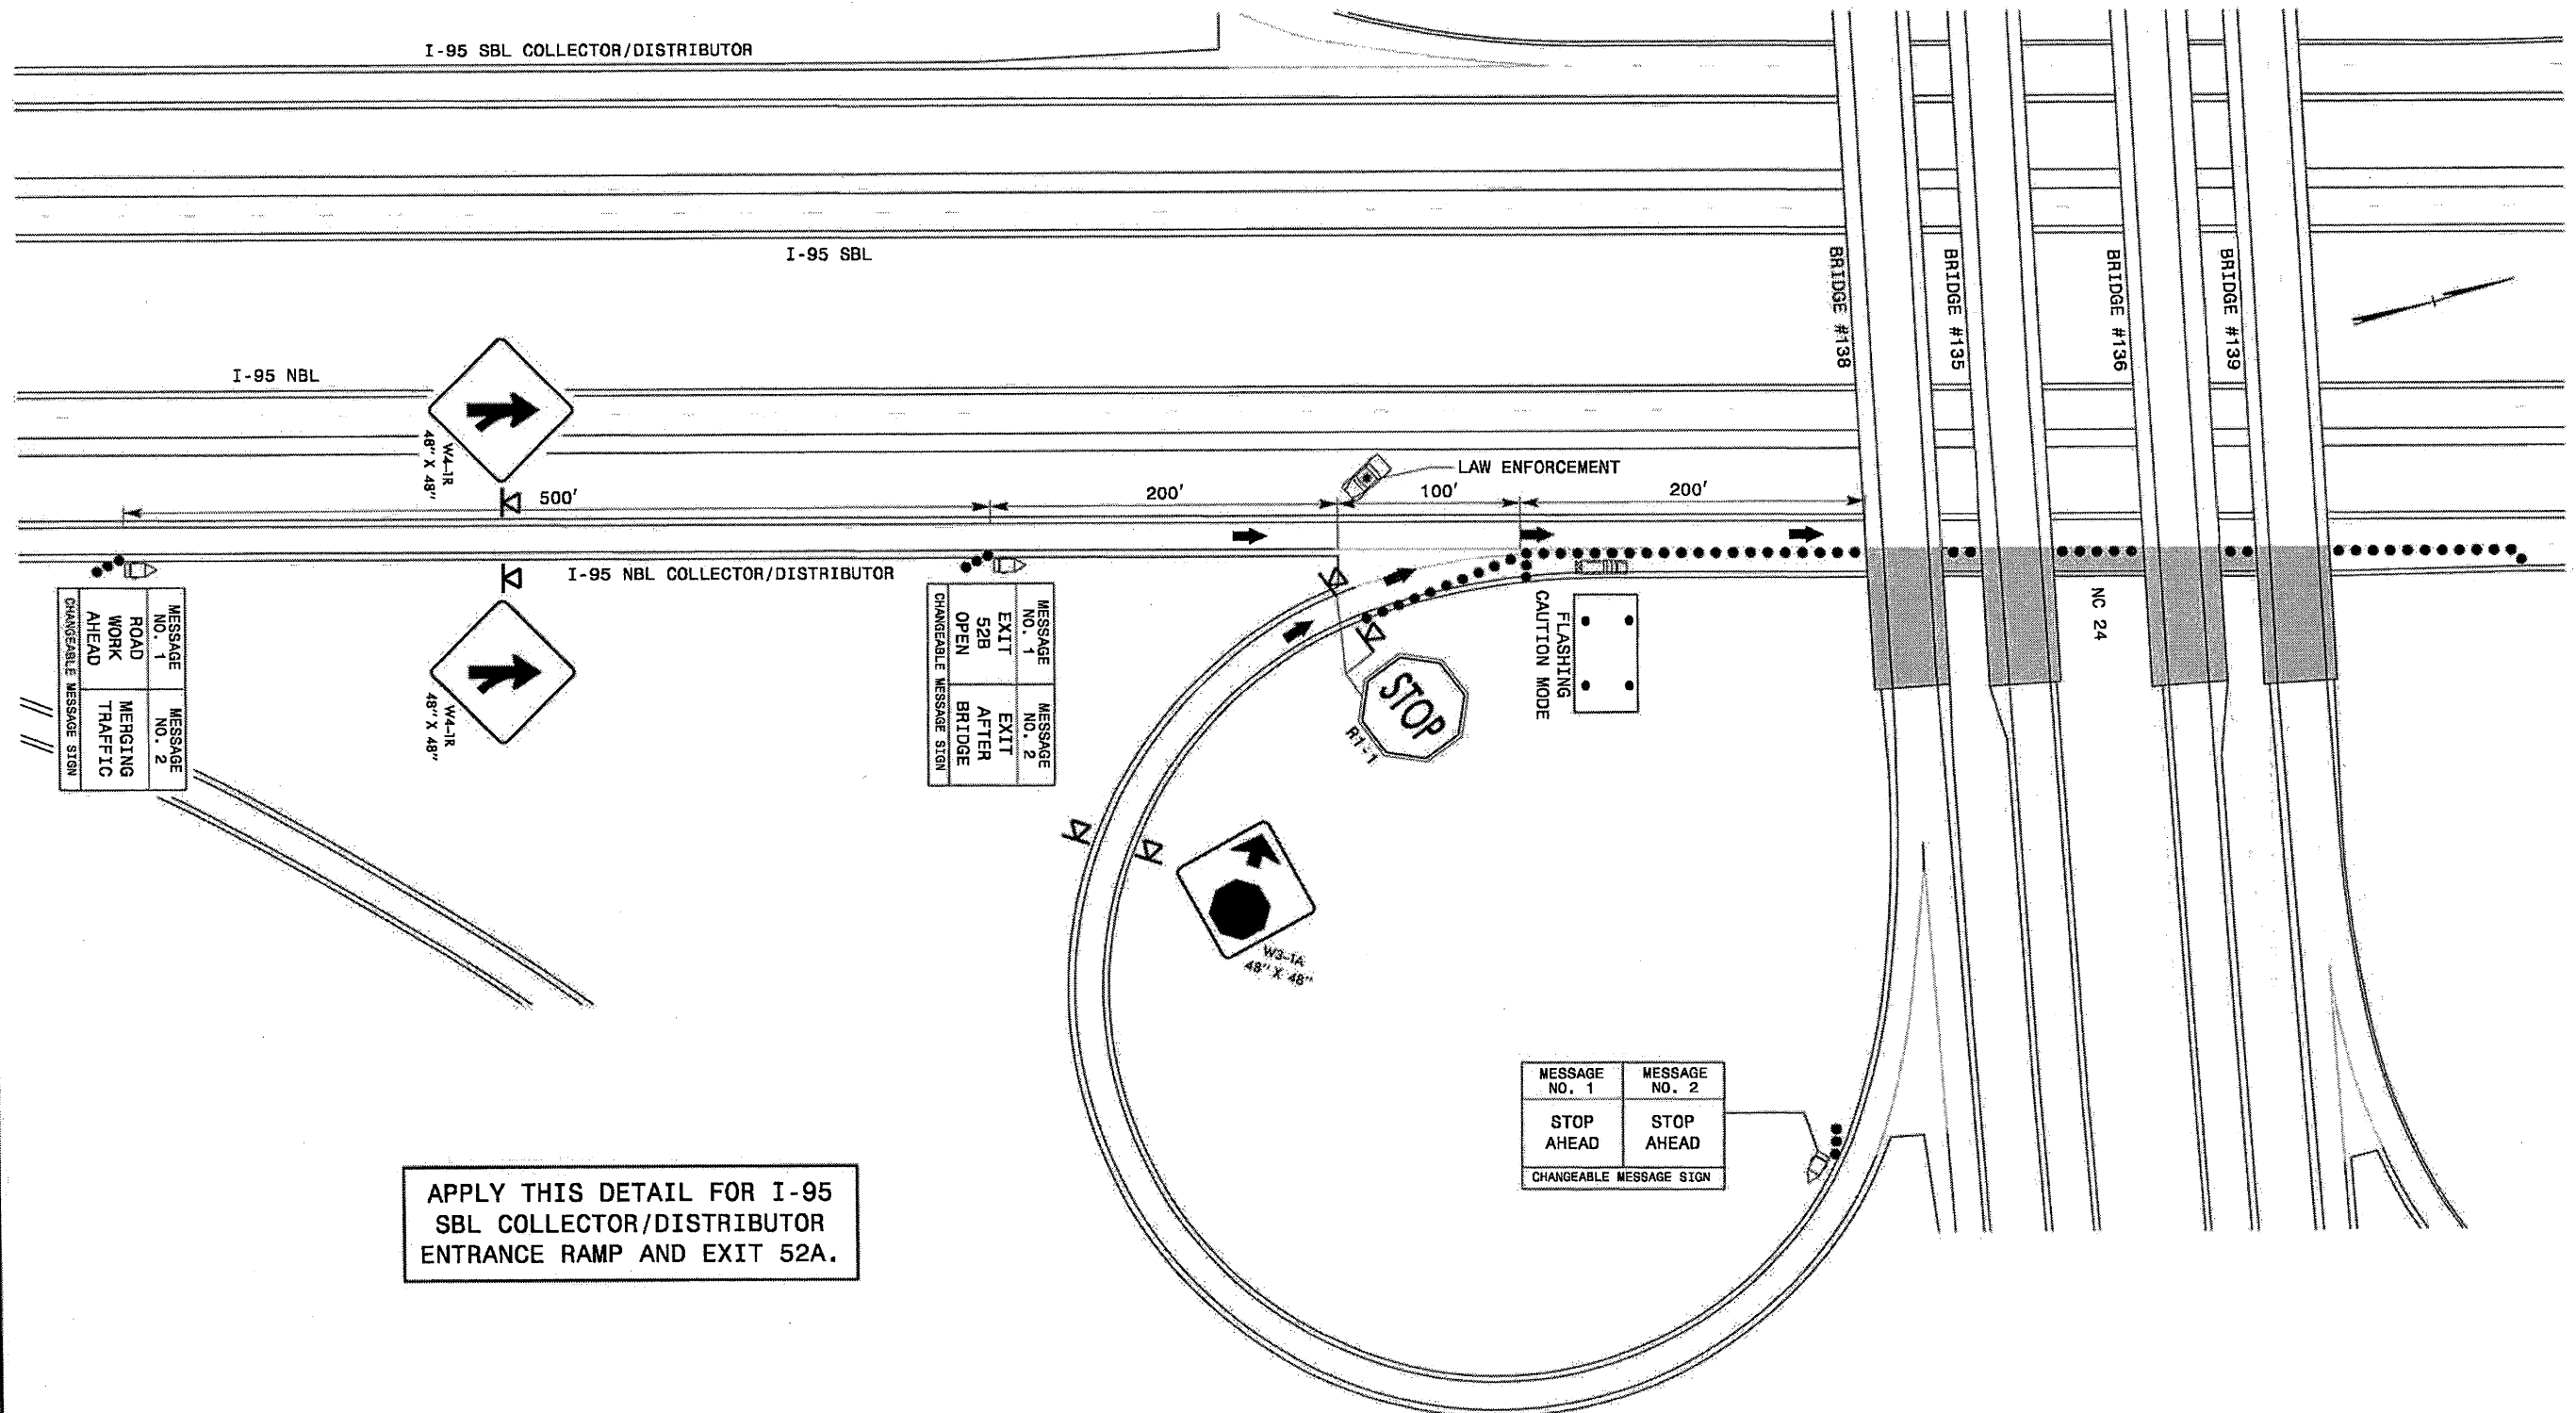 I-95 SBL COLLECTOR/DISTRIBUTOR
I-95 SBL
BRIDGE #138
BRIDGE #135
BRIDGE #136
BRIDGE #139
I-95 NBL
W4-1R
48" X 48"
LAW ENFORCEMENT
500'
200'
100'
200'
I-95 NBL COLLECTOR/DISTRIBUTOR
MESSAGE
NO. 1
ROAD
WORK
AHEAD
MESSAGE
NO. 2
MERGING
TRAFFIC
CHANGEABLE MESSAGE SIGN
W4-1R
48" X 48"
MESSAGE
NO. 1
EXIT
52B
OPEN
MESSAGE
NO. 2
EXIT
AFTER
BRIDGE
CHANGEABLE MESSAGE SIGN
STOP
R1-1
FLASHING
CAUTION MODE
NC 24
W3-1A
48" X 48"
MESSAGE
NO. 1
STOP
AHEAD
MESSAGE
NO. 2
STOP
AHEAD
CHANGEABLE MESSAGE SIGN
APPLY THIS DETAIL FOR I-95
SBL COLLECTOR/DISTRIBUTOR
ENTRANCE RAMP AND EXIT 52A.